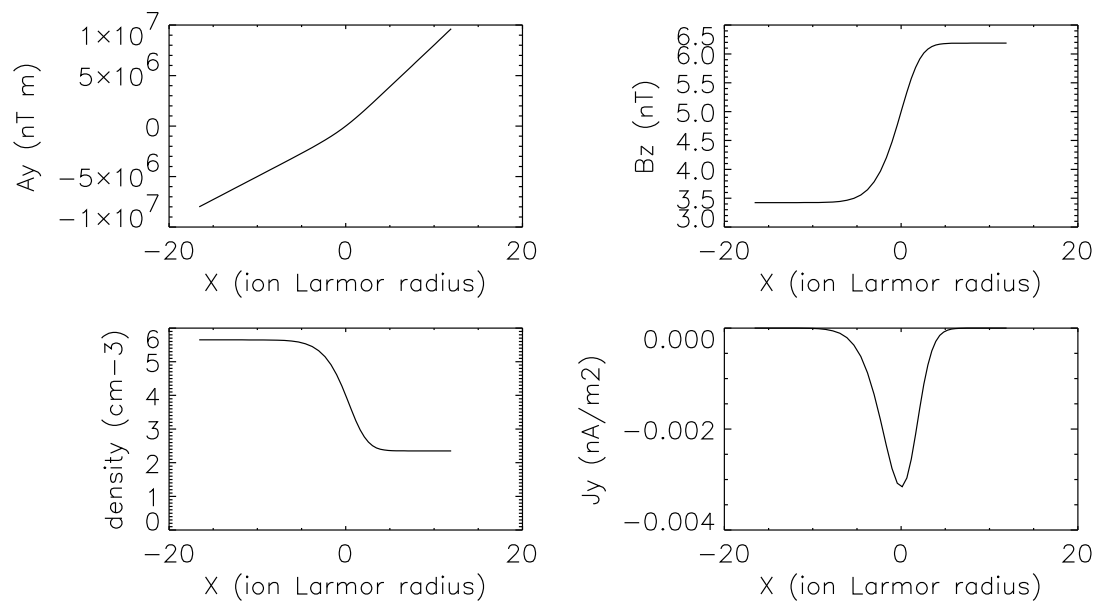 1×10^7
5×10^6
0
−5×10^6
−1×10^7
Ay (nT m)
−20 0 20
X (ion Larmor radius)
6.5
6.0
5.5
5.0
4.5
4.0
3.5
3.0
Bz (nT)
−20 0 20
X (ion Larmor radius)
6
5
4
3
2
1
0
density (cm−3)
−20 0 20
X (ion Larmor radius)
0.000
−0.002
−0.004
Jy (nA/m2)
−20 0 20
X (ion Larmor radius)